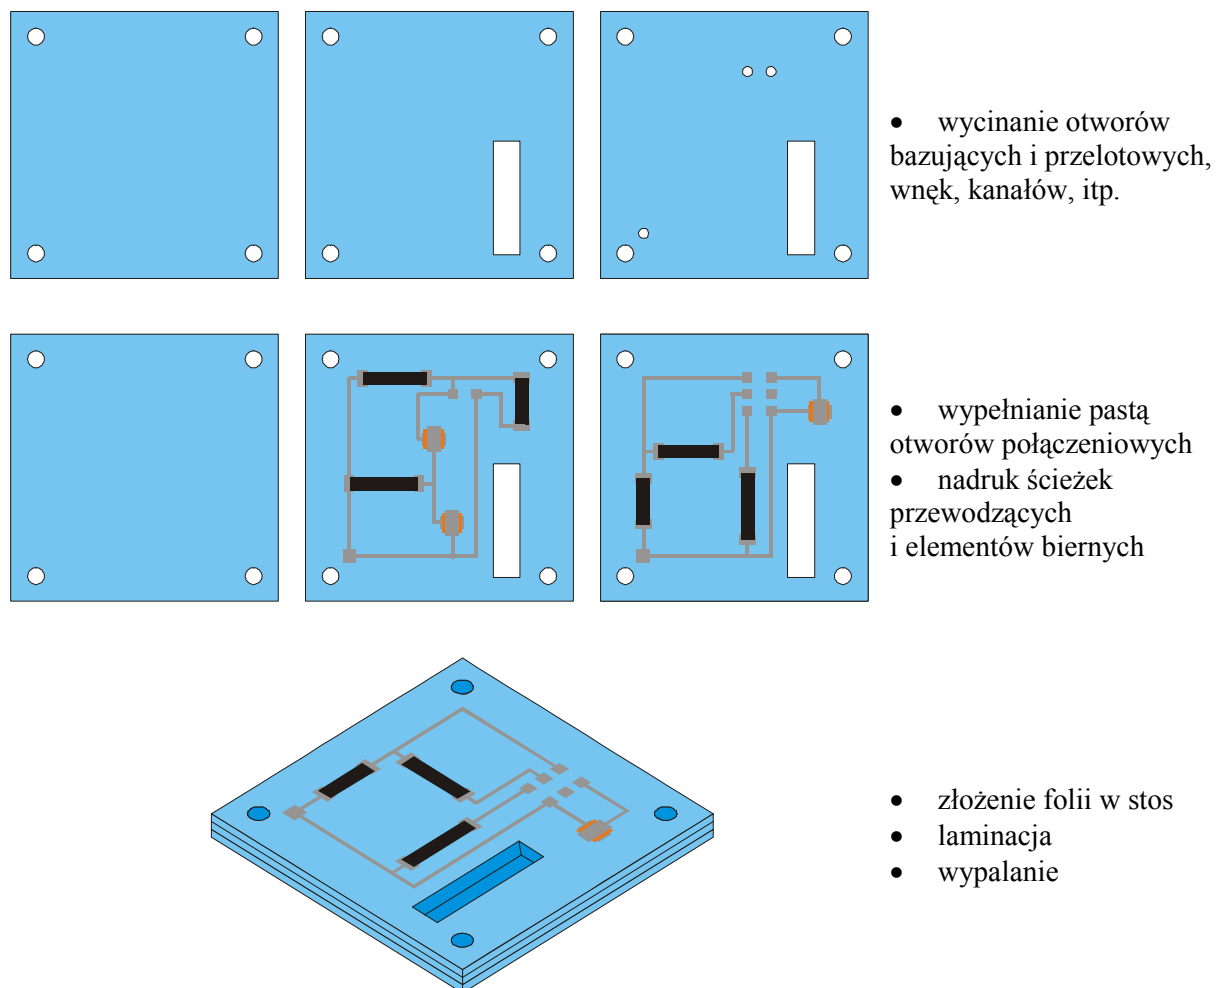 • wycinanie otworów
bazujących i przelotowych,
wnęk, kanałów, itp.
• wypełnianie pastą
otworów połączeniowych
• nadruk ścieżek
przewodzących
i elementów biernych
• złożenie folii w stos
• laminacja
• wypalanie